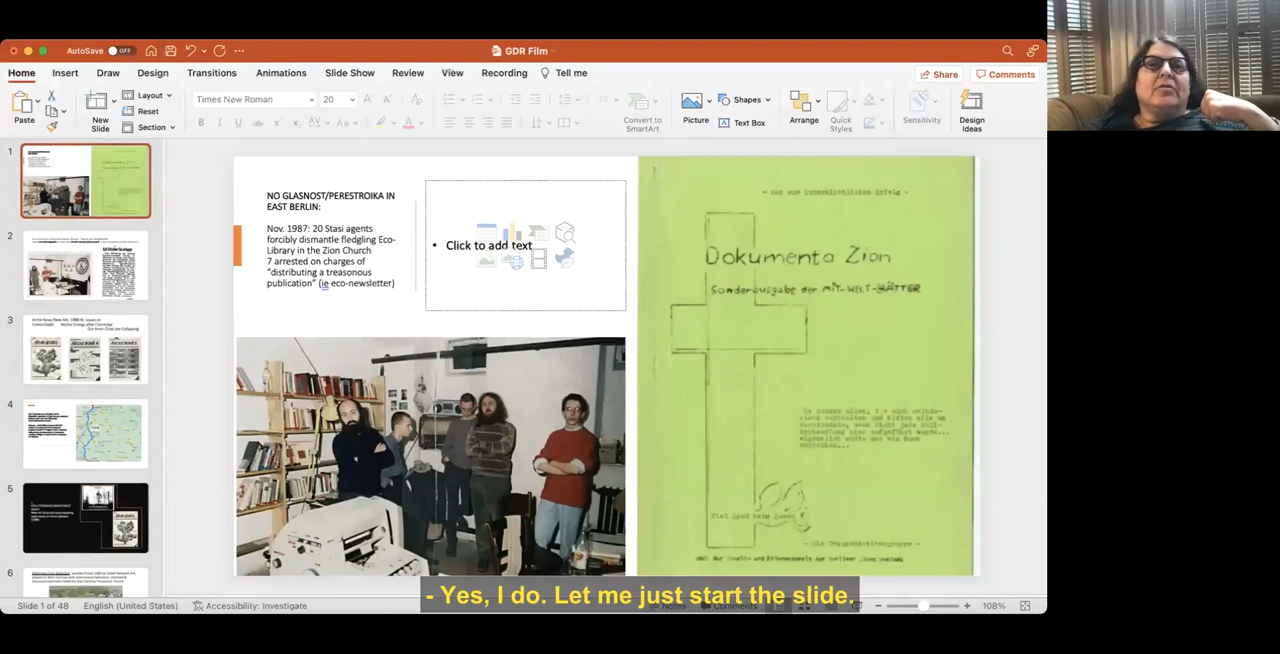 AutoSave OFF
GDR Film
Home Insert Draw Design Transitions Animations Slide Show Review View Recording Tell me
Share Comments
Paste
New Slide
Layout
Reset
Section
Times New Roman 20
Convert to SmartArt
Picture
Shapes
Text Box
Arrange
Quick Styles
Sensitivity
Design Ideas
1
2
3
4
5
6
NO GLASNOST/PERESTROIKA IN
EAST BERLIN:
Nov. 1987: 20 Stasi agents
forcibly dismantle fledgling Eco-
Library in the Zion Church
7 arrested on charges of
"distributing a treasonous
publication" (ie eco-newsletter)
• Click to add text
Dokumenta Zion
Sonderausgabe der MIT-WELT-BLÄTTER
- Yes, I do. Let me just start the slide.
Slide 1 of 48 English (United States) Accessibility: Investigate Notes Comments 108%